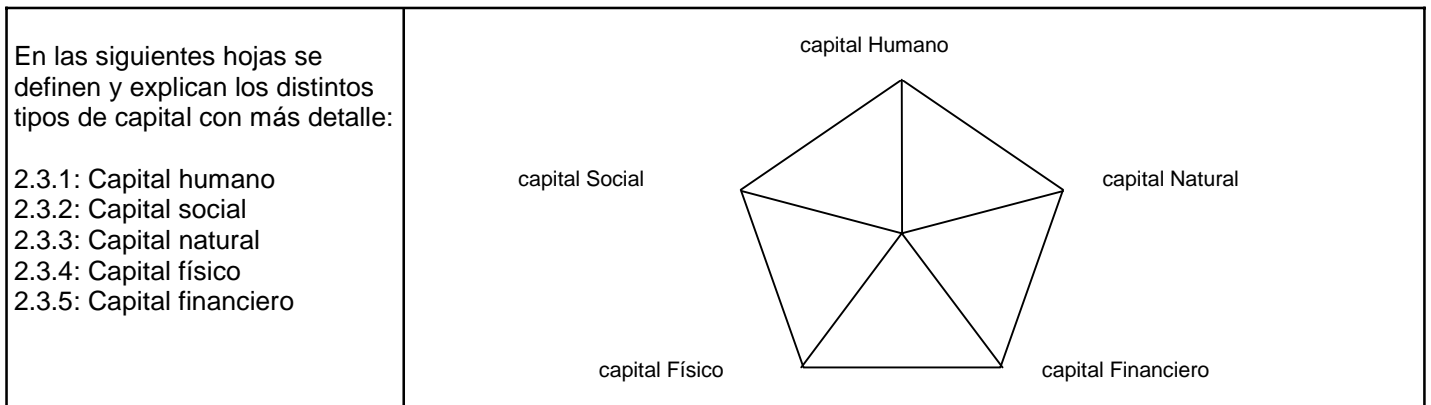 En las siguientes hojas se
definen y explican los distintos
tipos de capital con más detalle:
2.3.1: Capital humano
2.3.2: Capital social
2.3.3: Capital natural
2.3.4: Capital físico
2.3.5: Capital financiero
capital Humano
capital Social
capital Natural
capital Físico
capital Financiero